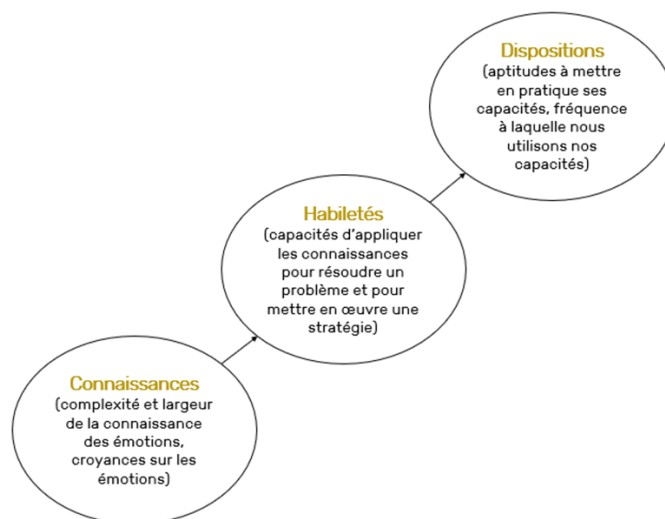 Dispositions
(aptitudes à mettre
en pratique ses
capacités, fréquence
à laquelle nous
utilisons nos
capacités)
Habiletés
(capacités d'appliquer
les connaissances
pour résoudre un
problème et pour
mettre en œuvre une
stratégie)
Connaissances
(complexité et largeur
de la connaissance
des émotions,
croyances sur les
émotions)